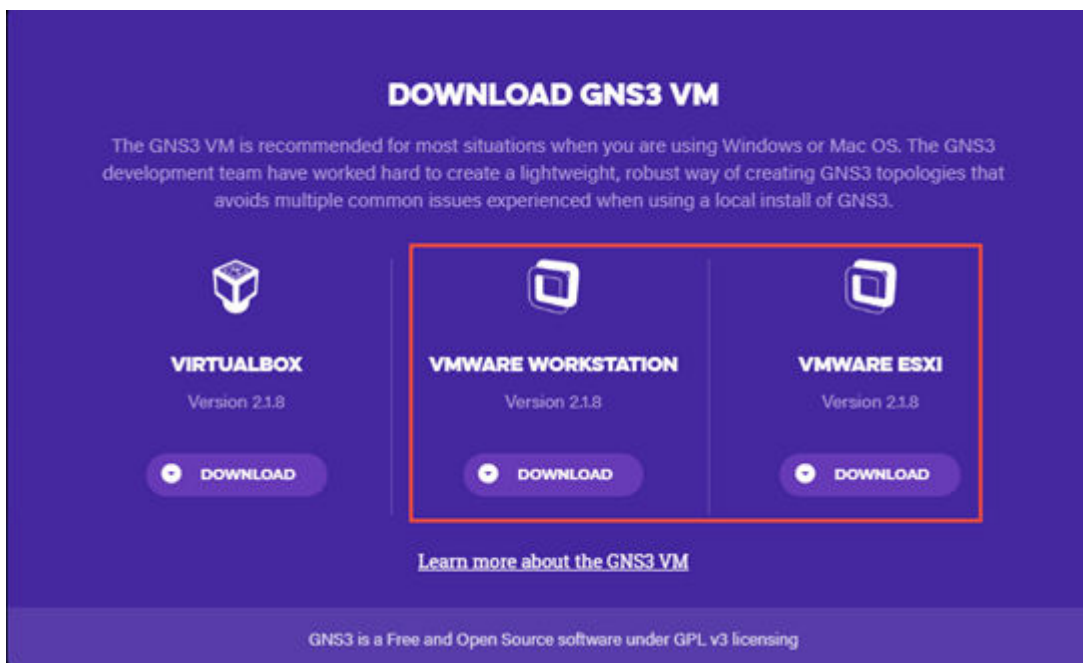 DOWNLOAD GNS3 VM
The GNS3 VM is recommended for most situations when you are using Windows or Mac OS. The GNS3
development team have worked hard to create a lightweight, robust way of creating GNS3 topologies that
avoids multiple common issues experienced when using a local install of GNS3.
VIRTUALBOX
Version 2.1.8
DOWNLOAD
VMWARE WORKSTATION
Version 2.1.8
DOWNLOAD
VMWARE ESXI
Version 2.1.8
DOWNLOAD
Learn more about the GNS3 VM
GNS3 is a Free and Open Source software under GPL v3 licensing